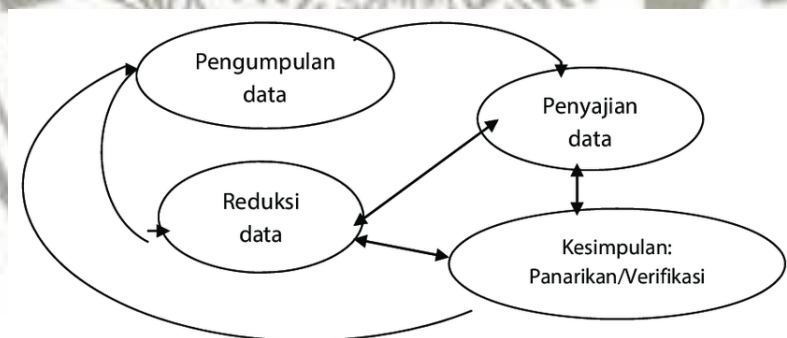 Pengumpulan
data
Penyajian
data
Reduksi
data
Kesimpulan:
Panarikan/Verifikasi